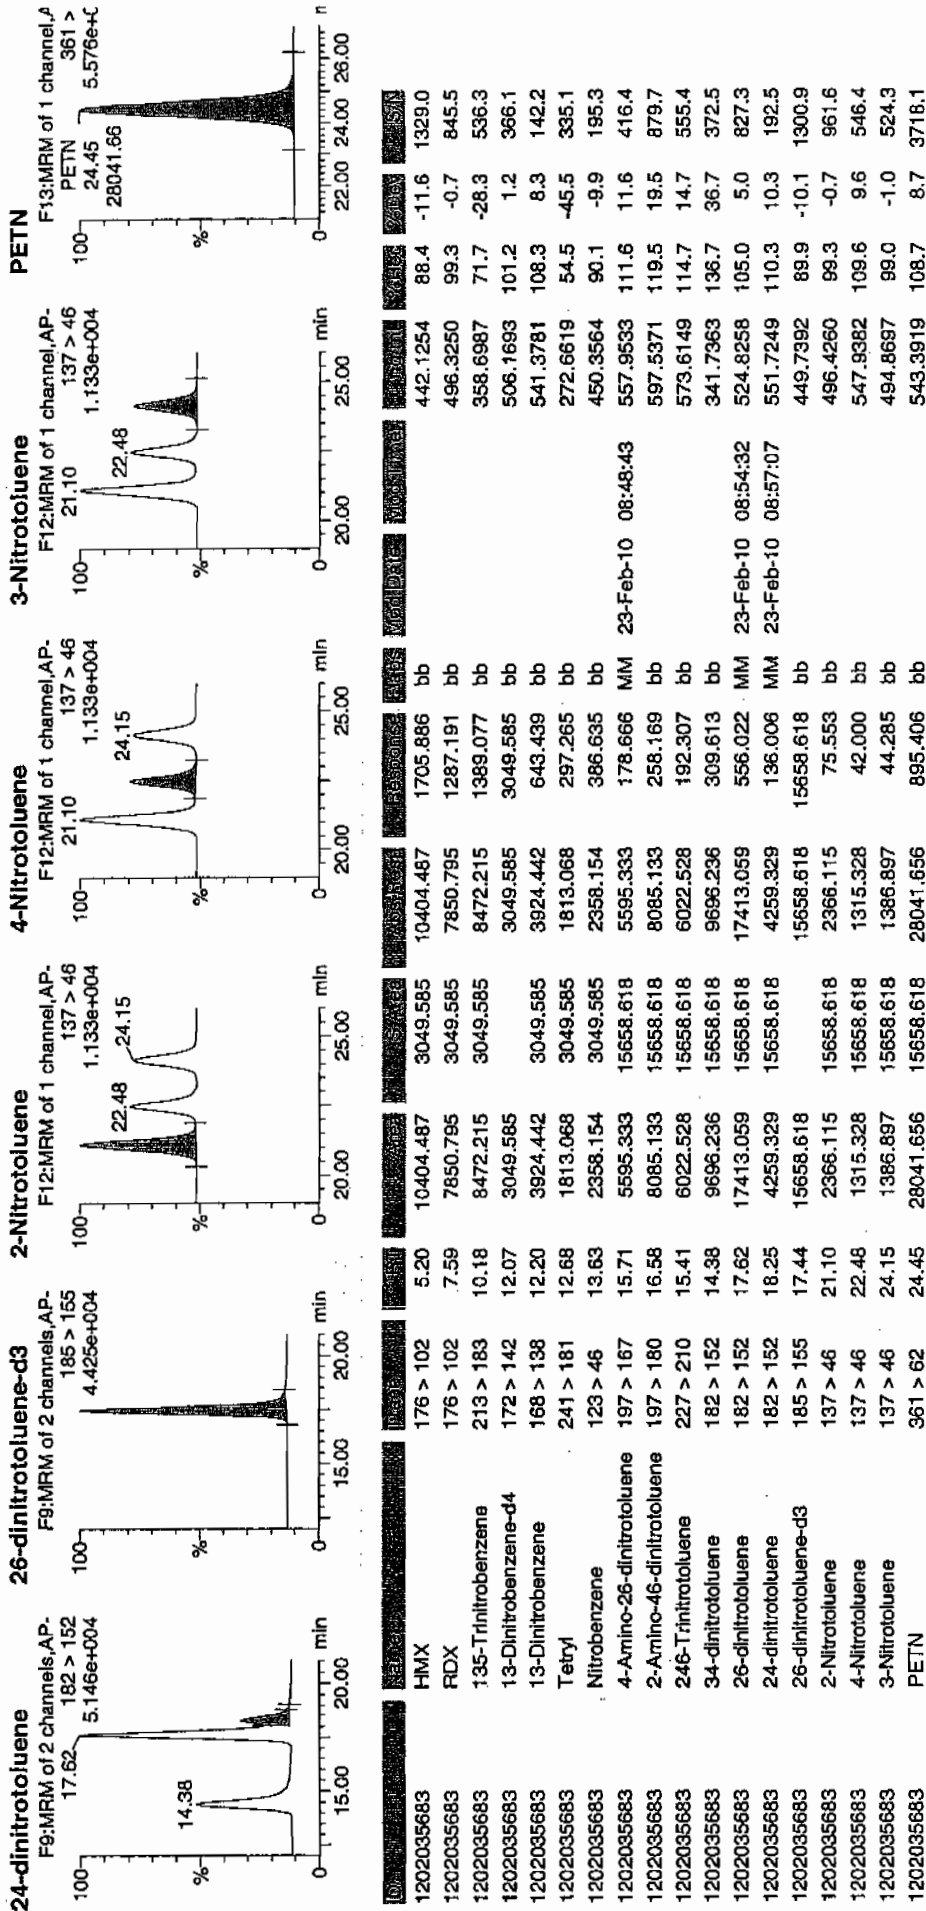 24-dinitrotoluene
F9:MRM of 2 channels,AP-
182 > 152
5.146e+004
17.62
14.38
100
%
0
15.00
20.00
min
26-dinitrotoluene-d3
F9:MRM of 2 channels,AP-
185 > 155
4.425e+004
100
%
0
15.00
20.00
min
2-Nitrotoluene
F12:MRM of 1 channel,AP-
137 > 46
1.133e+004
22.48
24.15
100
%
0
20.00
25.00
min
4-Nitrotoluene
F12:MRM of 1 channel,AP-
137 > 46
1.133e+004
21.10
24.15
100
%
0
20.00
25.00
min
3-Nitrotoluene
F12:MRM of 1 channel,AP-
137 > 46
1.133e+004
21.10
22.48
100
%
0
20.00
25.00
min
PETN
F13:MRM of 1 channel,A
PETN
361 >
24.45
5.576e+
28041.66
100
%
0
22.00
24.00
26.00
1202035683 HMX 176 > 102 5.20 10404.487 3049.585 10404.487 1705.886 bb 442.1254 88.4 -11.6 1329.0
1202035683 RDX 176 > 102 7.59 7850.795 3049.585 7850.795 1287.191 bb 496.3250 99.3 -0.7 845.5
1202035683 135-Trinitrobenzene 213 > 183 10.18 8472.215 3049.585 8472.215 1389.077 bb 358.6987 71.7 -28.3 536.3
1202035683 13-Dinitrobenzene-d4 172 > 142 12.07 3049.585 3049.585 3049.585 bb 506.1693 101.2 1.2 366.1
1202035683 13-Dinitrobenzene 168 > 138 12.20 3924.442 3049.585 3924.442 643.439 bb 541.3781 108.3 8.3 142.2
1202035683 Tetryl 241 > 181 12.68 1813.068 3049.585 1813.068 297.265 bb 272.6619 54.5 -45.5 335.1
1202035683 Nitrobenzene 123 > 46 13.63 2358.154 3049.585 2358.154 386.635 bb 450.3564 90.1 -9.9 195.3
1202035683 4-Amino-26-dinitrotoluene 197 > 167 15.71 5595.333 15658.618 5595.333 178.666 MM 23-Feb-10 08:48:43 557.9533 111.6 11.6 416.4
1202035683 2-Amino-46-dinitrotoluene 197 > 180 16.58 8085.133 15658.618 8085.133 258.169 bb 597.5371 119.5 19.5 879.7
1202035683 246-Trinitrotoluene 227 > 210 15.41 6022.528 15658.618 6022.528 192.307 bb 573.6149 114.7 14.7 555.4
1202035683 34-dinitrotoluene 182 > 152 14.38 9696.236 15658.618 9696.236 309.613 bb 341.7363 136.7 36.7 372.5
1202035683 26-dinitrotoluene 182 > 152 17.62 17413.059 15658.618 17413.059 556.022 MM 23-Feb-10 08:54:32 524.8258 105.0 5.0 827.3
1202035683 24-dinitrotoluene 182 > 152 18.25 4259.329 15658.618 4259.329 136.006 MM 23-Feb-10 08:57:07 551.7249 110.3 10.3 192.5
1202035683 26-dinitrotoluene-d3 185 > 155 17.44 15658.618 15658.618 15658.618 bb 449.7392 89.9 -10.1 1300.9
1202035683 2-Nitrotoluene 137 > 46 21.10 2366.115 15658.618 2366.115 75.553 bb 496.4260 99.3 -0.7 961.6
1202035683 4-Nitrotoluene 137 > 46 22.48 1315.328 15658.618 1315.328 42.000 bb 547.9382 109.6 9.6 546.4
1202035683 3-Nitrotoluene 137 > 46 24.15 1386.897 15658.618 1386.897 44.285 bb 494.8697 99.0 -1.0 524.3
1202035683 PETN 361 > 62 24.45 28041.656 15658.618 28041.656 895.406 bb 543.3919 108.7 8.7 3718.1